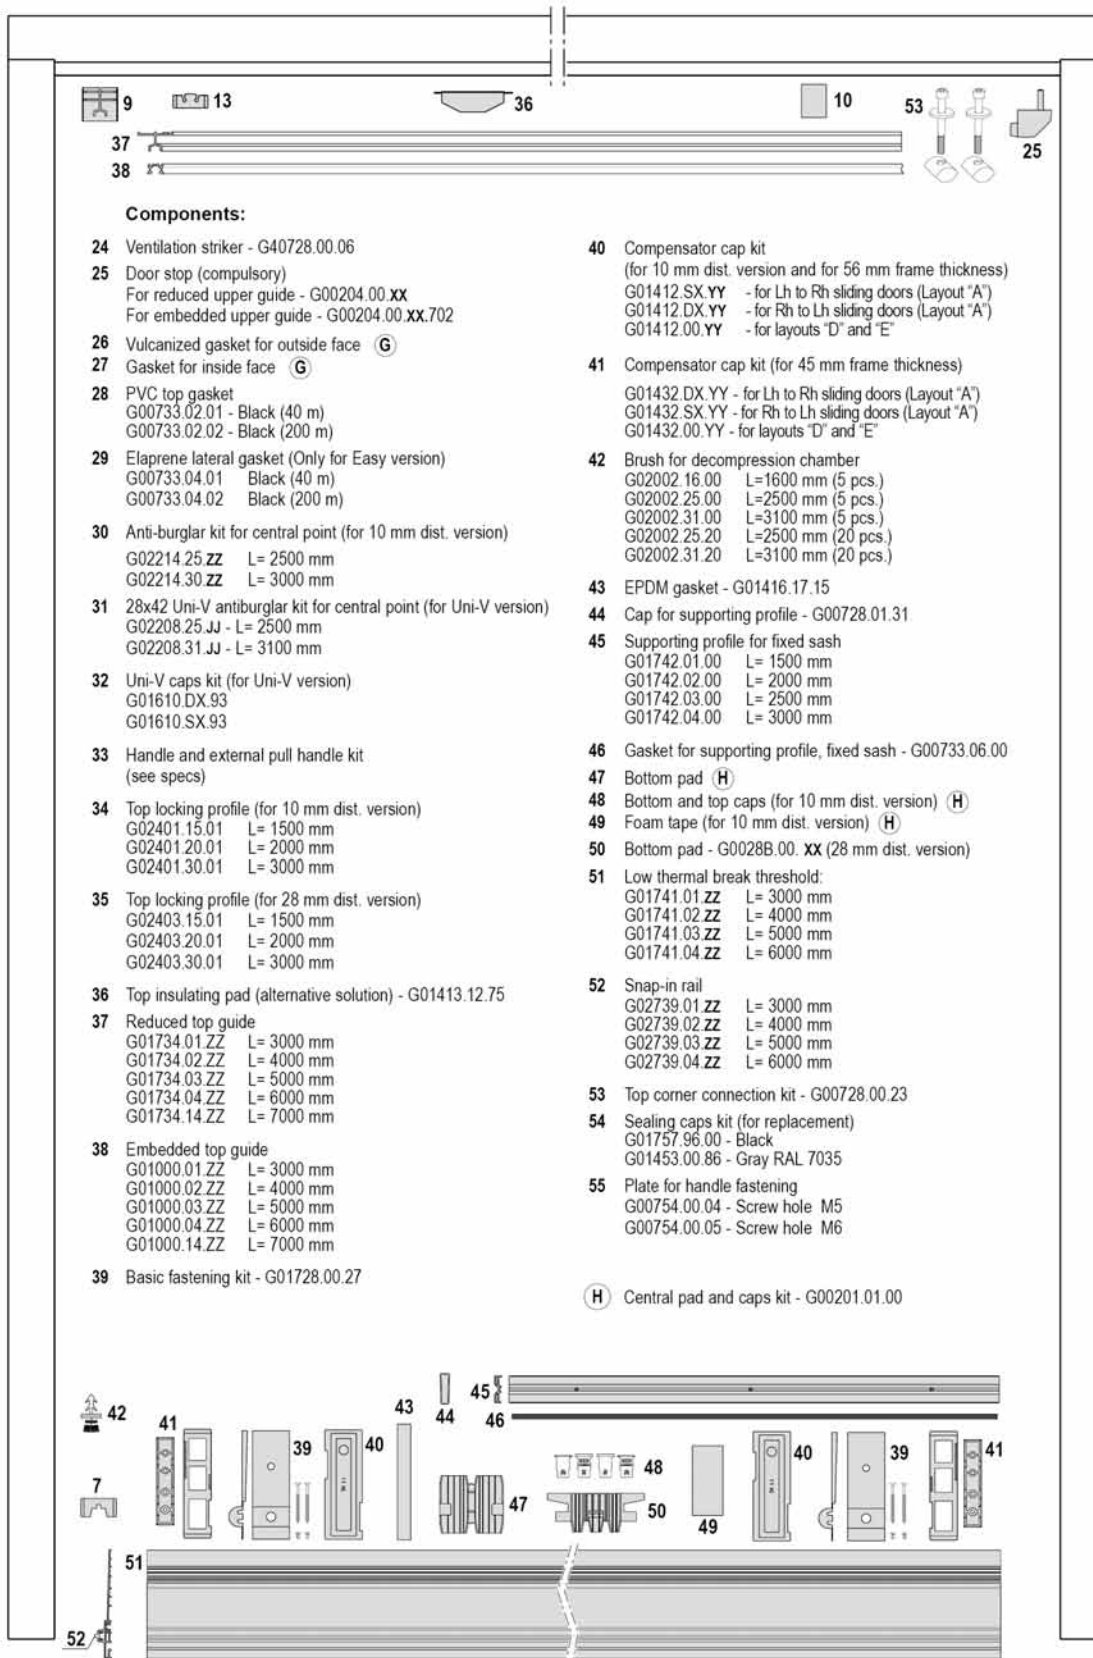 9
13
36
10
53
25
37
38
Components:
24 Ventilation striker - G40728.00.06
25 Door stop (compulsory)
For reduced upper guide - G00204.00.XX
For embedded upper guide - G00204.00.XX.702
26 Vulcanized gasket for outside face G
27 Gasket for inside face G
28 PVC top gasket
G00733.02.01 - Black (40 m)
G00733.02.02 - Black (200 m)
29 Elaprene lateral gasket (Only for Easy version)
G00733.04.01 Black (40 m)
G00733.04.02 Black (200 m)
30 Anti-burglar kit for central point (for 10 mm dist. version)
G02214.25.ZZ L= 2500 mm
G02214.30.ZZ L= 3000 mm
31 28x42 Uni-V antiburglar kit for central point (for Uni-V version)
G02208.25.JJ - L= 2500 mm
G02208.31.JJ - L= 3100 mm
32 Uni-V caps kit (for Uni-V version)
G01610.DX.93
G01610.SX.93
33 Handle and external pull handle kit
(see specs)
34 Top locking profile (for 10 mm dist. version)
G02401.15.01 L= 1500 mm
G02401.20.01 L= 2000 mm
G02401.30.01 L= 3000 mm
35 Top locking profile (for 28 mm dist. version)
G02403.15.01 L= 1500 mm
G02403.20.01 L= 2000 mm
G02403.30.01 L= 3000 mm
36 Top insulating pad (alternative solution) - G01413.12.75
37 Reduced top guide
G01734.01.ZZ L= 3000 mm
G01734.02.ZZ L= 4000 mm
G01734.03.ZZ L= 5000 mm
G01734.04.ZZ L= 6000 mm
G01734.14.ZZ L= 7000 mm
38 Embedded top guide
G01000.01.ZZ L= 3000 mm
G01000.02.ZZ L= 4000 mm
G01000.03.ZZ L= 5000 mm
G01000.04.ZZ L= 6000 mm
G01000.14.ZZ L= 7000 mm
39 Basic fastening kit - G01728.00.27
40 Compensator cap kit
(for 10 mm dist. version and for 56 mm frame thickness)
G01412.SX.YY - for Lh to Rh sliding doors (Layout "A")
G01412.DX.YY - for Rh to Lh sliding doors (Layout "A")
G01412.00.YY - for layouts "D" and "E"
41 Compensator cap kit (for 45 mm frame thickness)
G01432.DX.YY - for Lh to Rh sliding doors (Layout "A")
G01432.SX.YY - for Rh to Lh sliding doors (Layout "A")
G01432.00.YY - for layouts "D" and "E"
42 Brush for decompression chamber
G02002.16.00 L=1600 mm (5 pcs.)
G02002.25.00 L=2500 mm (5 pcs.)
G02002.31.00 L=3100 mm (5 pcs.)
G02002.25.20 L=2500 mm (20 pcs.)
G02002.31.20 L=3100 mm (20 pcs.)
43 EPDM gasket - G01416.17.15
44 Cap for supporting profile - G00728.01.31
45 Supporting profile for fixed sash
G01742.01.00 L= 1500 mm
G01742.02.00 L= 2000 mm
G01742.03.00 L= 2500 mm
G01742.04.00 L= 3000 mm
46 Gasket for supporting profile, fixed sash - G00733.06.00
47 Bottom pad H
48 Bottom and top caps (for 10 mm dist. version) H
49 Foam tape (for 10 mm dist. version) H
50 Bottom pad - G0028B.00. XX (28 mm dist. version)
51 Low thermal break threshold:
G01741.01.ZZ L= 3000 mm
G01741.02.ZZ L= 4000 mm
G01741.03.ZZ L= 5000 mm
G01741.04.ZZ L= 6000 mm
52 Snap-in rail
G02739.01.ZZ L= 3000 mm
G02739.02.ZZ L= 4000 mm
G02739.03.ZZ L= 5000 mm
G02739.04.ZZ L= 6000 mm
53 Top corner connection kit - G00728.00.23
54 Sealing caps kit (for replacement)
G01757.96.00 - Black
G01453.00.86 - Gray RAL 7035
55 Plate for handle fastening
G00754.00.04 - Screw hole M5
G00754.00.05 - Screw hole M6
H Central pad and caps kit - G00201.01.00
42
41
39
40
43
44
45
46
48
40
39
41
7
47
50
49
51
52